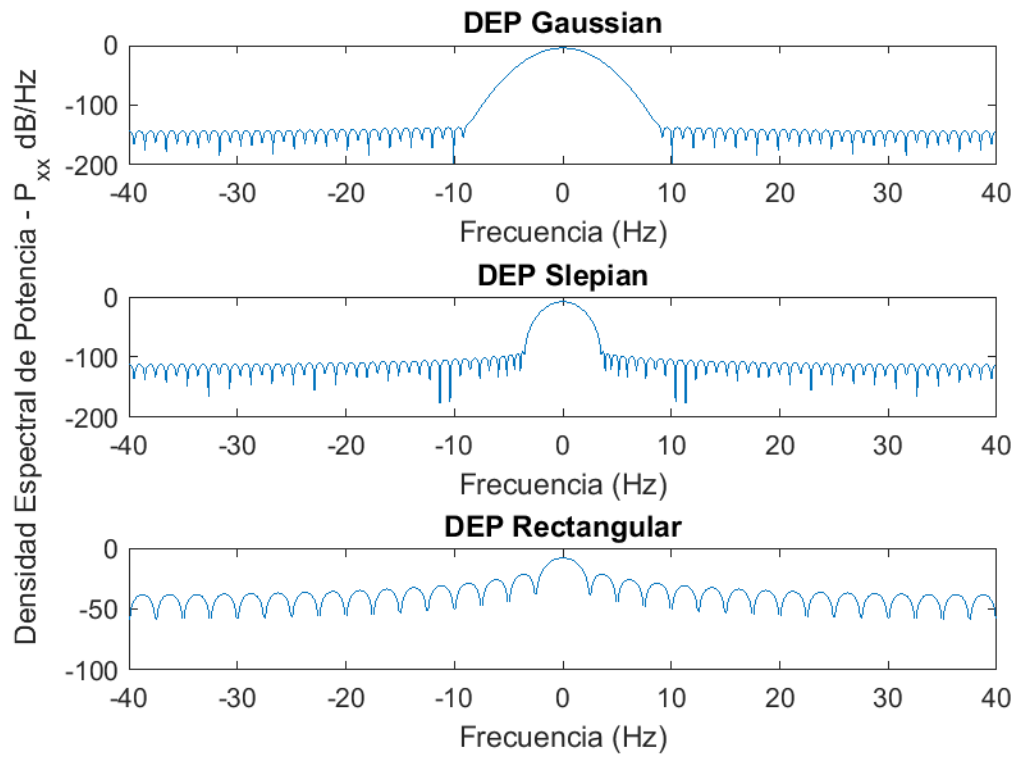 DEP Gaussian
0
-100
-200
-40 -30 -20 -10 0 10 20 30 40
Frecuencia (Hz)
DEP Slepian
0
-100
-200
-40 -30 -20 -10 0 10 20 30 40
Frecuencia (Hz)
DEP Rectangular
0
-50
-100
-40 -30 -20 -10 0 10 20 30 40
Frecuencia (Hz)
Densidad Espectral de Potencia - Pxx dB/Hz